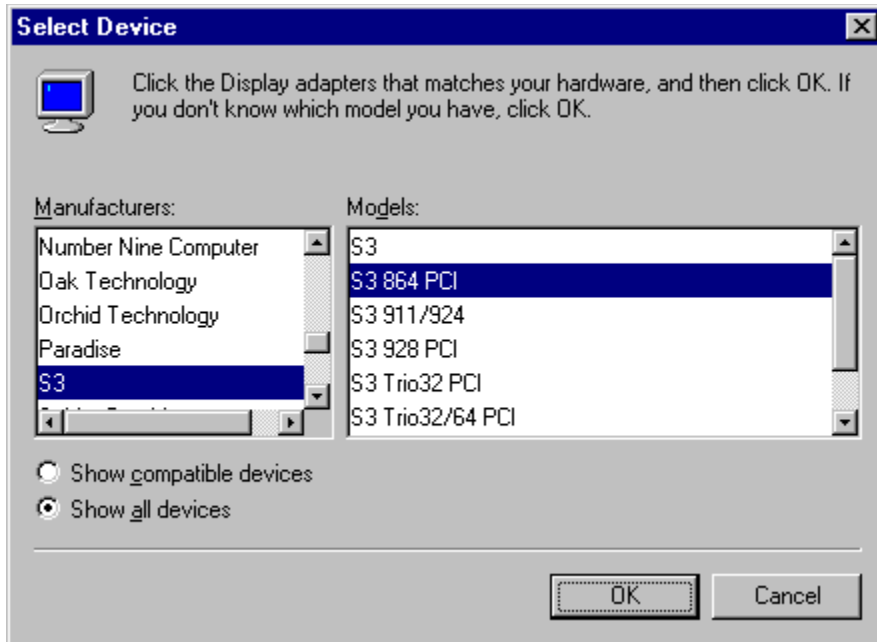 Select Device
Click the Display adapters that matches your hardware, and then click OK. If
you don't know which model you have, click OK.
Manufacturers:
Number Nine Computer
Oak Technology
Orchid Technology
Paradise
S3
Models:
S3
S3 864 PCI
S3 911/924
S3 928 PCI
S3 Trio32 PCI
S3 Trio32/64 PCI
Show compatible devices
Show all devices
OK
Cancel